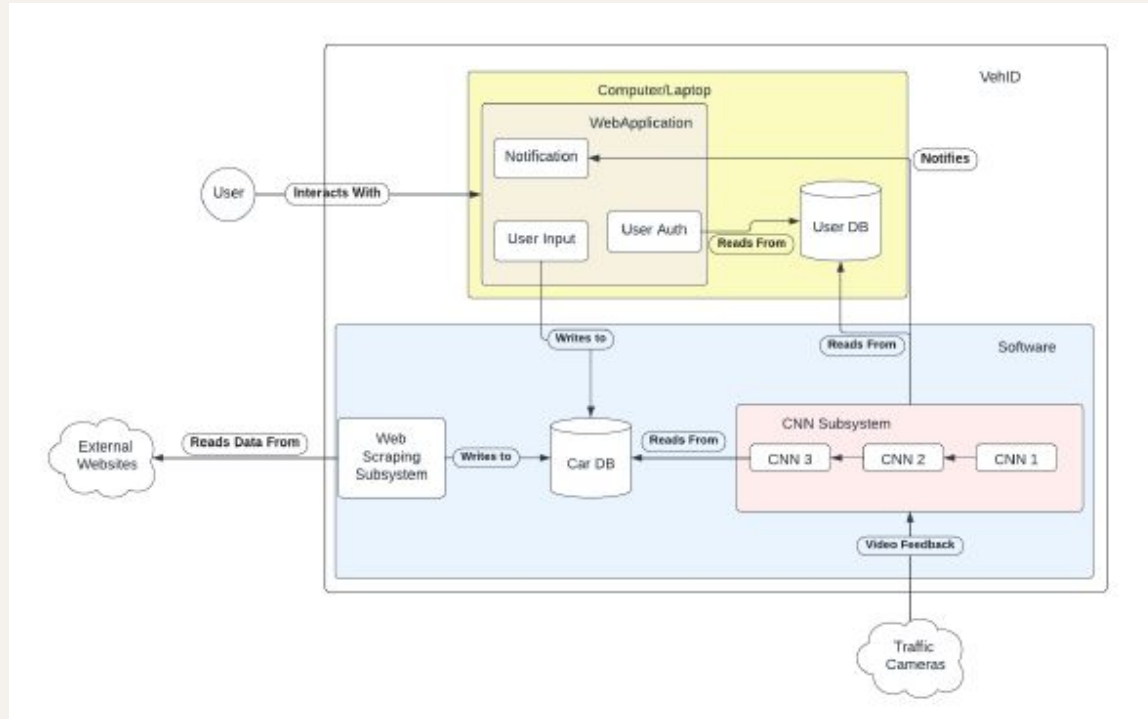 VehID
Computer/Laptop
WebApplication
Notification
Notifies
User
Interacts With
User Input
User Auth
Reads From
User DB
Writes to
Reads From
Software
External
Websites
Reads Data From
Web
Scraping
Subsystem
Writes to
Car DB
Reads From
CNN Subsystem
CNN 3
CNN 2
CNN 1
Video Feedback
Traffic
Cameras